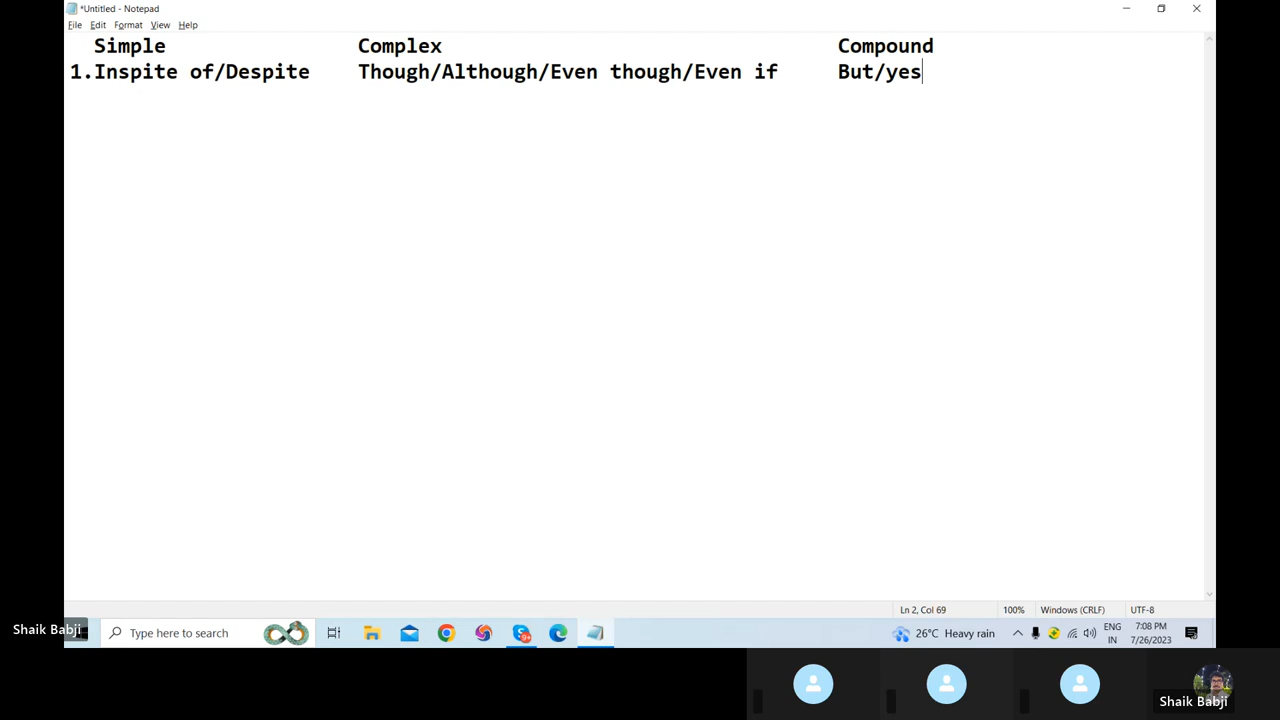 *Untitled - Notepad
File Edit Format View Help
Simple Complex Compound
1.Inspite of/Despite Though/Although/Even though/Even if But/yes
Ln 2, Col 69 100% Windows (CRLF) UTF-8
Shaik Babji
Type here to search
26°C Heavy rain
ENG
IN
7:08 PM
7/26/2023
Shaik Babji